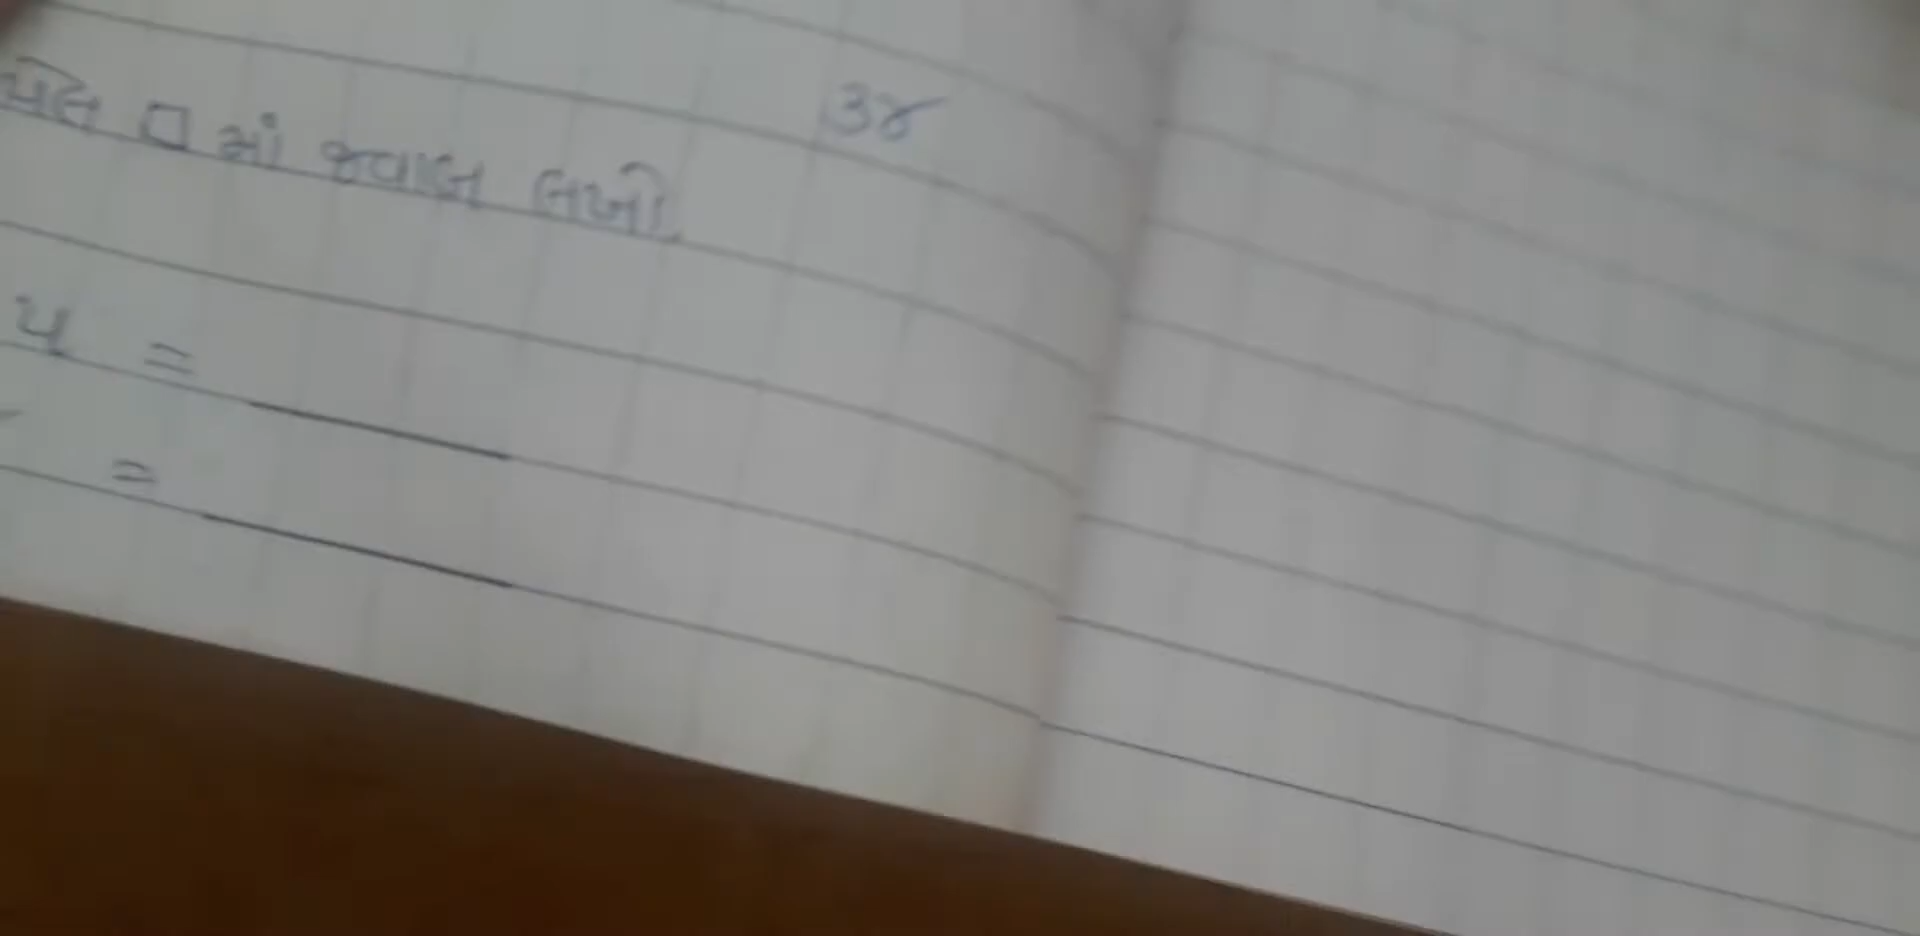 ૩૪
□ માં જવાબ લખો.
૫ =
=